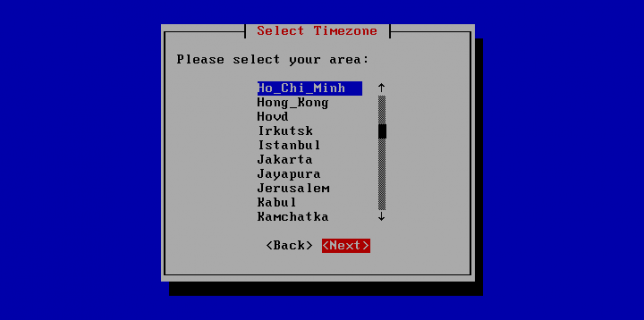 Select Timezone
Please select your area:
Ho_Chi_Minh
Hong_Kong
Hovd
Irkutsk
Istanbul
Jakarta
Jayapura
Jerusalem
Kabul
Kamchatka
<Back> <Next>